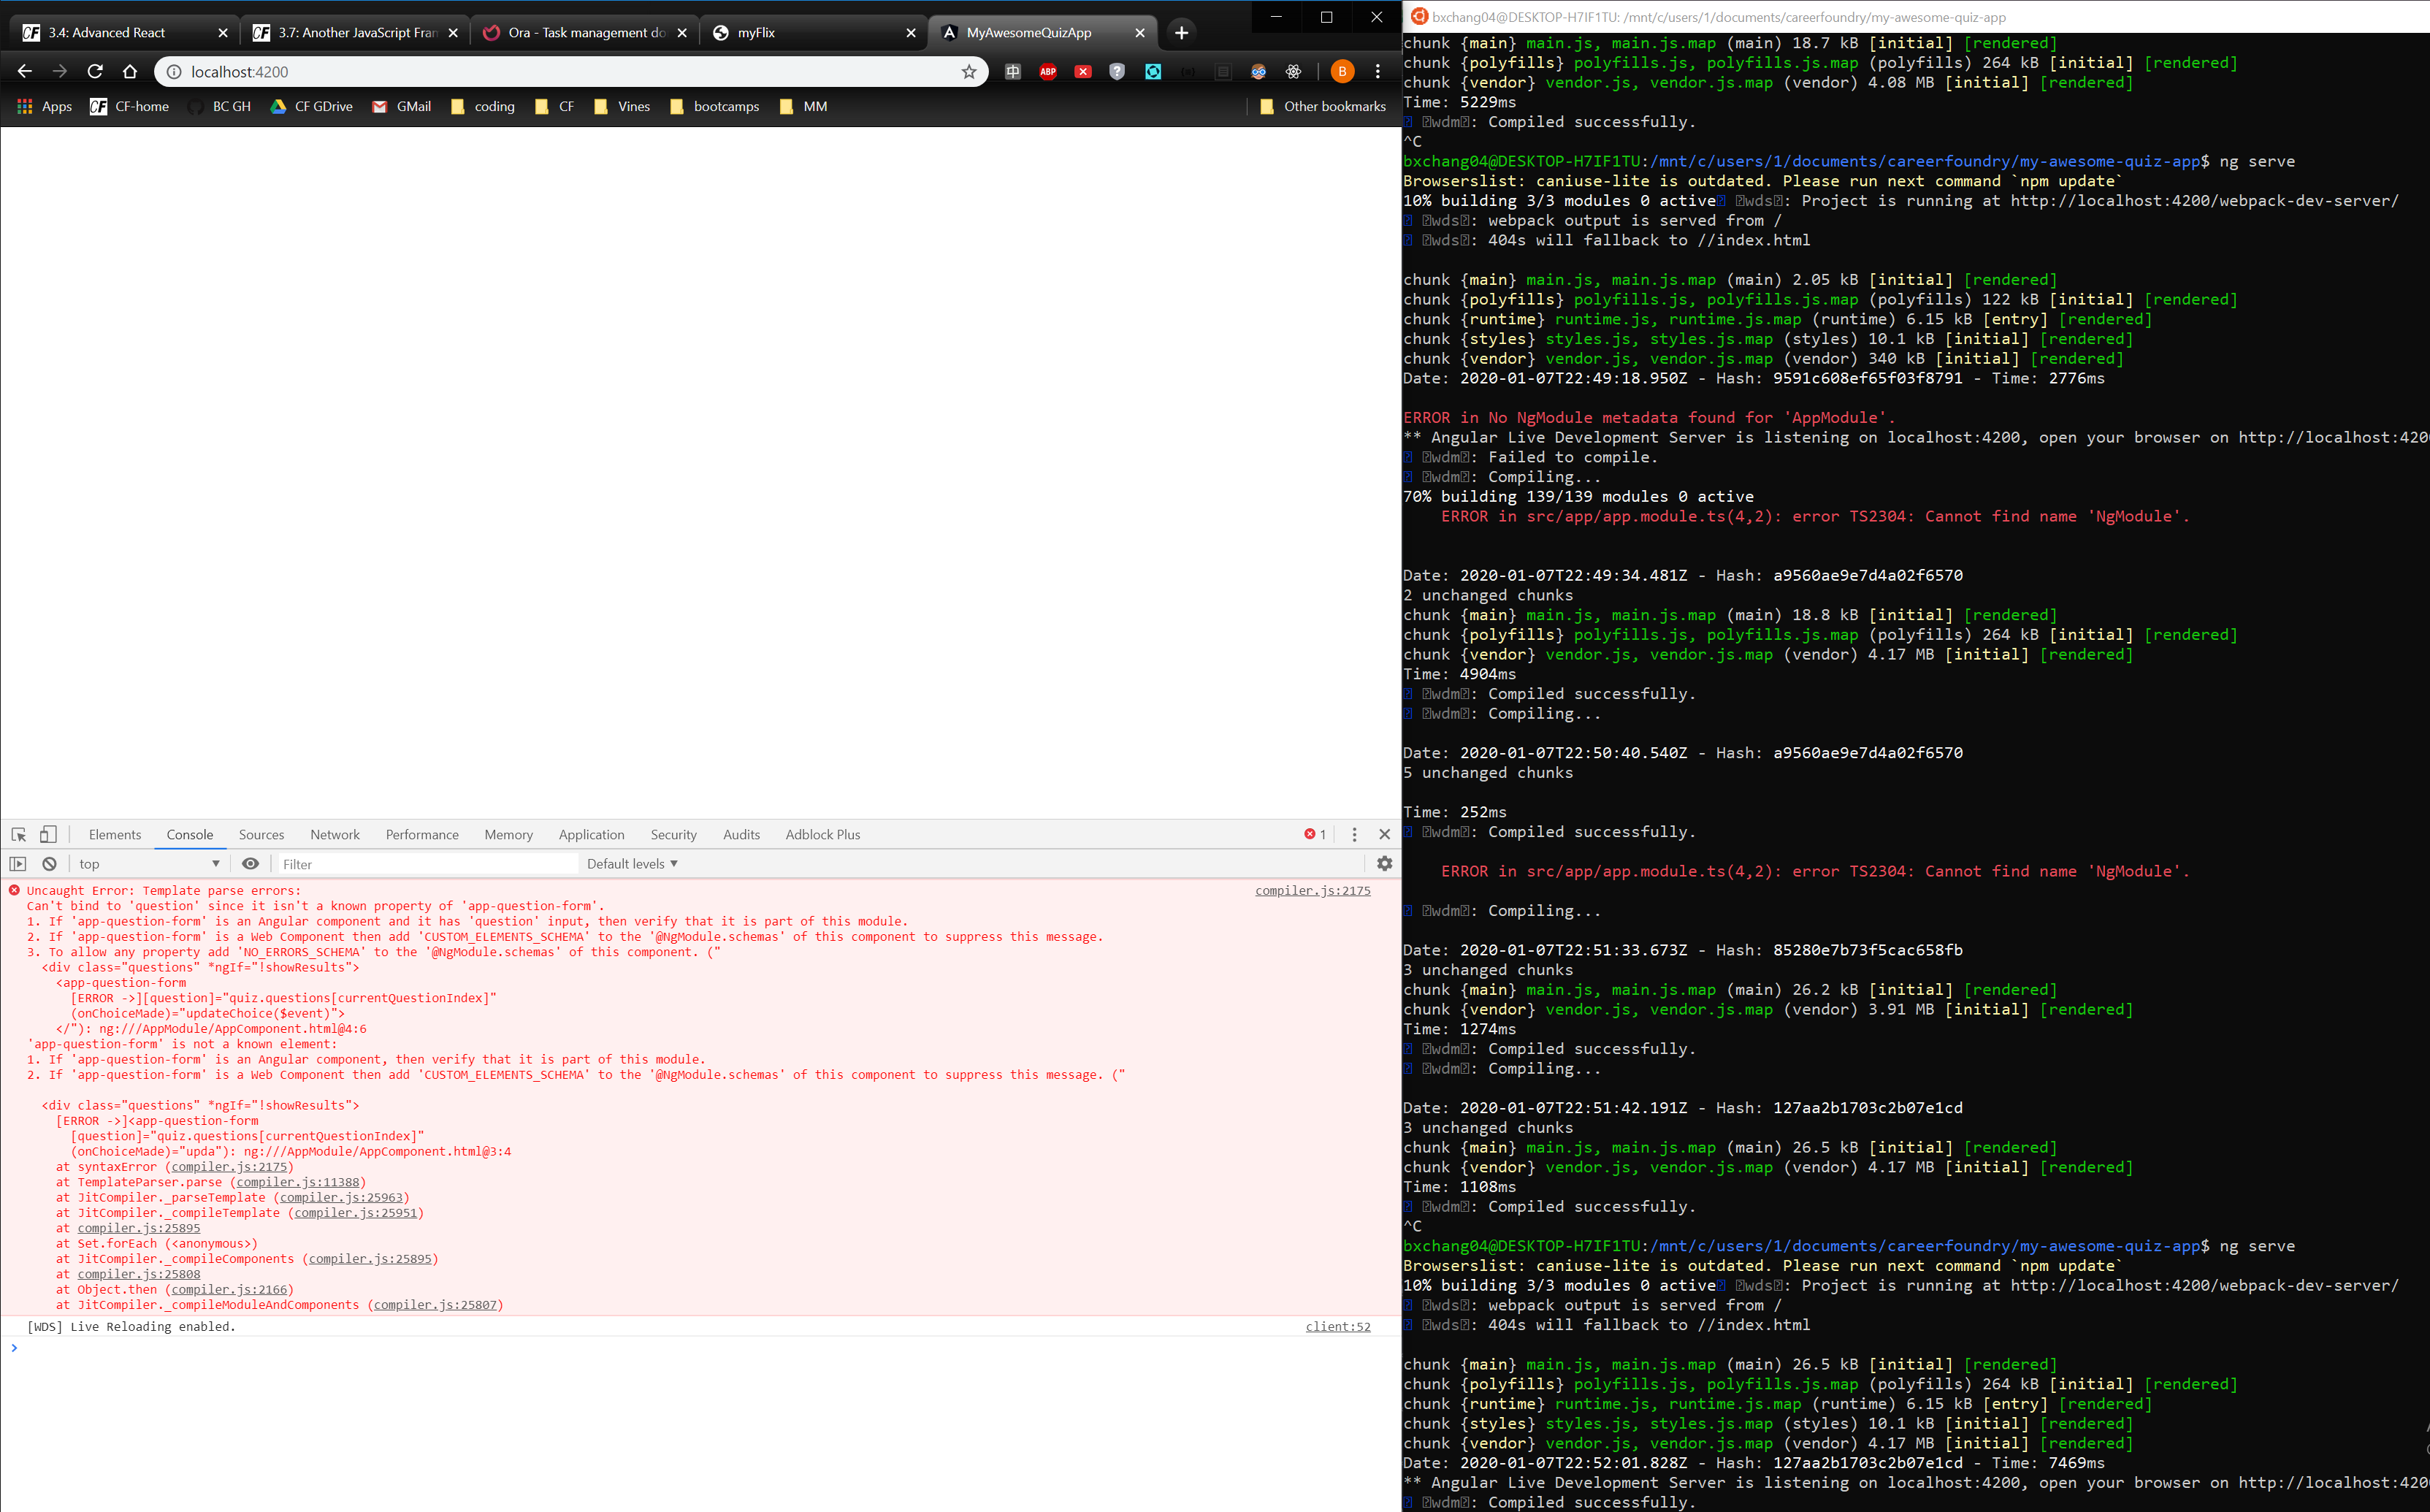 3.4: Advanced React
3.7: Another JavaScript Fran
Ora - Task management do
myFlix
MyAwesomeQuizApp
localhost:4200
ABP
B
Apps
CF-home
BC GH
CF GDrive
GMail
coding
CF
Vines
bootcamps
MM
Other bookmarks
Elements Console Sources Network Performance Memory Application Security Audits Adblock Plus 1
top Filter Default levels
Uncaught Error: Template parse errors: compiler.js:2175
Can't bind to 'question' since it isn't a known property of 'app-question-form'.
1. If 'app-question-form' is an Angular component and it has 'question' input, then verify that it is part of this module.
2. If 'app-question-form' is a Web Component then add 'CUSTOM_ELEMENTS_SCHEMA' to the '@NgModule.schemas' of this component to suppress this message.
3. To allow any property add 'NO_ERRORS_SCHEMA' to the '@NgModule.schemas' of this component. ("
<div class="questions" *ngIf="!showResults">
<app-question-form
[ERROR ->][question]="quiz.questions[currentQuestionIndex]"
(onChoiceMade)="updateChoice($event)">
</"): ng:///AppModule/AppComponent.html@4:6
'app-question-form' is not a known element:
1. If 'app-question-form' is an Angular component, then verify that it is part of this module.
2. If 'app-question-form' is a Web Component then add 'CUSTOM_ELEMENTS_SCHEMA' to the '@NgModule.schemas' of this component to suppress this message. ("
<div class="questions" *ngIf="!showResults">
[ERROR ->]<app-question-form
[question]="quiz.questions[currentQuestionIndex]"
(onChoiceMade)="upda"): ng:///AppModule/AppComponent.html@3:4
at syntaxError (compiler.js:2175)
at TemplateParser.parse (compiler.js:11388)
at JitCompiler._parseTemplate (compiler.js:25963)
at JitCompiler._compileTemplate (compiler.js:25951)
at compiler.js:25895
at Set.forEach (<anonymous>)
at JitCompiler._compileComponents (compiler.js:25895)
at compiler.js:25808
at Object.then (compiler.js:2166)
at JitCompiler._compileModuleAndComponents (compiler.js:25807)
[WDS] Live Reloading enabled. client:52
>
bxchang04@DESKTOP-H7IF1TU: /mnt/c/users/1/documents/careerfoundry/my-awesome-quiz-app
chunk {main} main.js, main.js.map (main) 18.7 kB [initial] [rendered]
chunk {polyfills} polyfills.js, polyfills.js.map (polyfills) 264 kB [initial] [rendered]
chunk {vendor} vendor.js, vendor.js.map (vendor) 4.08 MB [initial] [rendered]
Time: 5229ms
wdm: Compiled successfully.
^C
bxchang04@DESKTOP-H7IF1TU:/mnt/c/users/1/documents/careerfoundry/my-awesome-quiz-app$ ng serve
Browserslist: caniuse-lite is outdated. Please run next command `npm update`
10% building 3/3 modules 0 active wds: Project is running at http://localhost:4200/webpack-dev-server/
wds: webpack output is served from /
wds: 404s will fallback to //index.html
chunk {main} main.js, main.js.map (main) 2.05 kB [initial] [rendered]
chunk {polyfills} polyfills.js, polyfills.js.map (polyfills) 122 kB [initial] [rendered]
chunk {runtime} runtime.js, runtime.js.map (runtime) 6.15 kB [entry] [rendered]
chunk {styles} styles.js, styles.js.map (styles) 10.1 kB [initial] [rendered]
chunk {vendor} vendor.js, vendor.js.map (vendor) 340 kB [initial] [rendered]
Date: 2020-01-07T22:49:18.950Z - Hash: 9591c608ef65f03f8791 - Time: 2776ms
ERROR in No NgModule metadata found for 'AppModule'.
** Angular Live Development Server is listening on localhost:4200, open your browser on http://localhost:420
wdm: Failed to compile.
wdm: Compiling...
70% building 139/139 modules 0 active
ERROR in src/app/app.module.ts(4,2): error TS2304: Cannot find name 'NgModule'.
Date: 2020-01-07T22:49:34.481Z - Hash: a9560ae9e7d4a02f6570
2 unchanged chunks
chunk {main} main.js, main.js.map (main) 18.8 kB [initial] [rendered]
chunk {polyfills} polyfills.js, polyfills.js.map (polyfills) 264 kB [initial] [rendered]
chunk {vendor} vendor.js, vendor.js.map (vendor) 4.17 MB [initial] [rendered]
Time: 4904ms
wdm: Compiled successfully.
wdm: Compiling...
Date: 2020-01-07T22:50:40.540Z - Hash: a9560ae9e7d4a02f6570
5 unchanged chunks
Time: 252ms
wdm: Compiled successfully.
ERROR in src/app/app.module.ts(4,2): error TS2304: Cannot find name 'NgModule'.
wdm: Compiling...
Date: 2020-01-07T22:51:33.673Z - Hash: 85280e7b73f5cac658fb
3 unchanged chunks
chunk {main} main.js, main.js.map (main) 26.2 kB [initial] [rendered]
chunk {vendor} vendor.js, vendor.js.map (vendor) 3.91 MB [initial] [rendered]
Time: 1274ms
wdm: Compiled successfully.
wdm: Compiling...
Date: 2020-01-07T22:51:42.191Z - Hash: 127aa2b1703c2b07e1cd
3 unchanged chunks
chunk {main} main.js, main.js.map (main) 26.5 kB [initial] [rendered]
chunk {vendor} vendor.js, vendor.js.map (vendor) 4.17 MB [initial] [rendered]
Time: 1108ms
wdm: Compiled successfully.
^C
bxchang04@DESKTOP-H7IF1TU:/mnt/c/users/1/documents/careerfoundry/my-awesome-quiz-app$ ng serve
Browserslist: caniuse-lite is outdated. Please run next command `npm update`
10% building 3/3 modules 0 active wds: Project is running at http://localhost:4200/webpack-dev-server/
wds: webpack output is served from /
wds: 404s will fallback to //index.html
chunk {main} main.js, main.js.map (main) 26.5 kB [initial] [rendered]
chunk {polyfills} polyfills.js, polyfills.js.map (polyfills) 264 kB [initial] [rendered]
chunk {runtime} runtime.js, runtime.js.map (runtime) 6.15 kB [entry] [rendered]
chunk {styles} styles.js, styles.js.map (styles) 10.1 kB [initial] [rendered]
chunk {vendor} vendor.js, vendor.js.map (vendor) 4.17 MB [initial] [rendered]
Date: 2020-01-07T22:52:01.828Z - Hash: 127aa2b1703c2b07e1cd - Time: 7469ms
** Angular Live Development Server is listening on localhost:4200, open your browser on http://localhost:420
wdm: Compiled successfully.